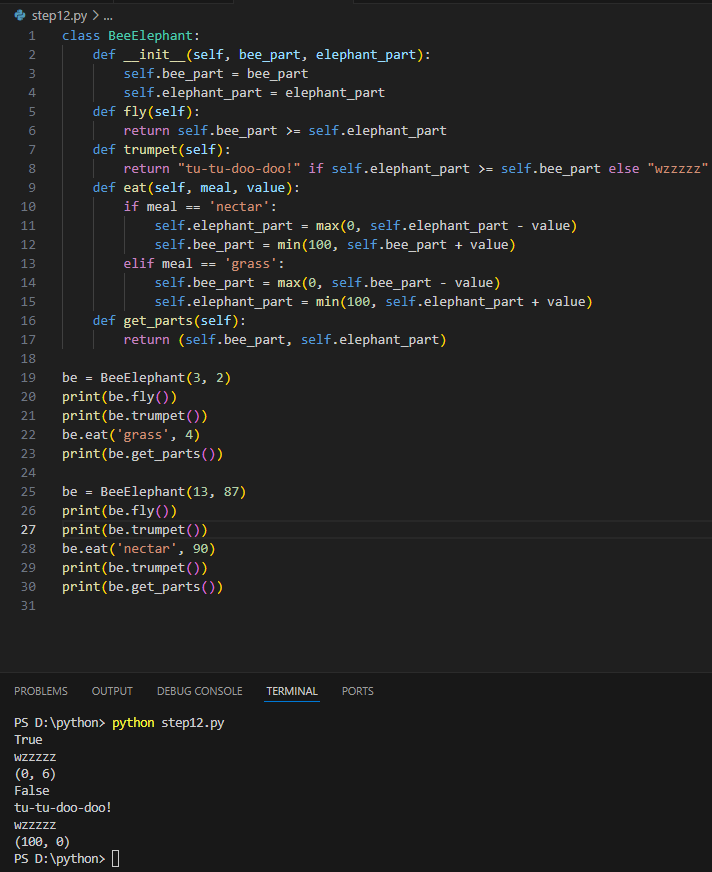 step12.py > ...
1 class BeeElephant:
2     def __init__(self, bee_part, elephant_part):
3         self.bee_part = bee_part
4         self.elephant_part = elephant_part
5     def fly(self):
6         return self.bee_part >= self.elephant_part
7     def trumpet(self):
8         return "tu-tu-doo-doo!" if self.elephant_part >= self.bee_part else "wzzzzz"
9     def eat(self, meal, value):
10         if meal == 'nectar':
11             self.elephant_part = max(0, self.elephant_part - value)
12             self.bee_part = min(100, self.bee_part + value)
13         elif meal == 'grass':
14             self.bee_part = max(0, self.bee_part - value)
15             self.elephant_part = min(100, self.elephant_part + value)
16     def get_parts(self):
17         return (self.bee_part, self.elephant_part)
18
19 be = BeeElephant(3, 2)
20 print(be.fly())
21 print(be.trumpet())
22 be.eat('grass', 4)
23 print(be.get_parts())
24
25 be = BeeElephant(13, 87)
26 print(be.fly())
27 print(be.trumpet())
28 be.eat('nectar', 90)
29 print(be.trumpet())
30 print(be.get_parts())
31
PROBLEMS OUTPUT DEBUG CONSOLE TERMINAL PORTS
PS D:\python> python step12.py
True
wzzzzz
(0, 6)
False
tu-tu-doo-doo!
wzzzzz
(100, 0)
PS D:\python>